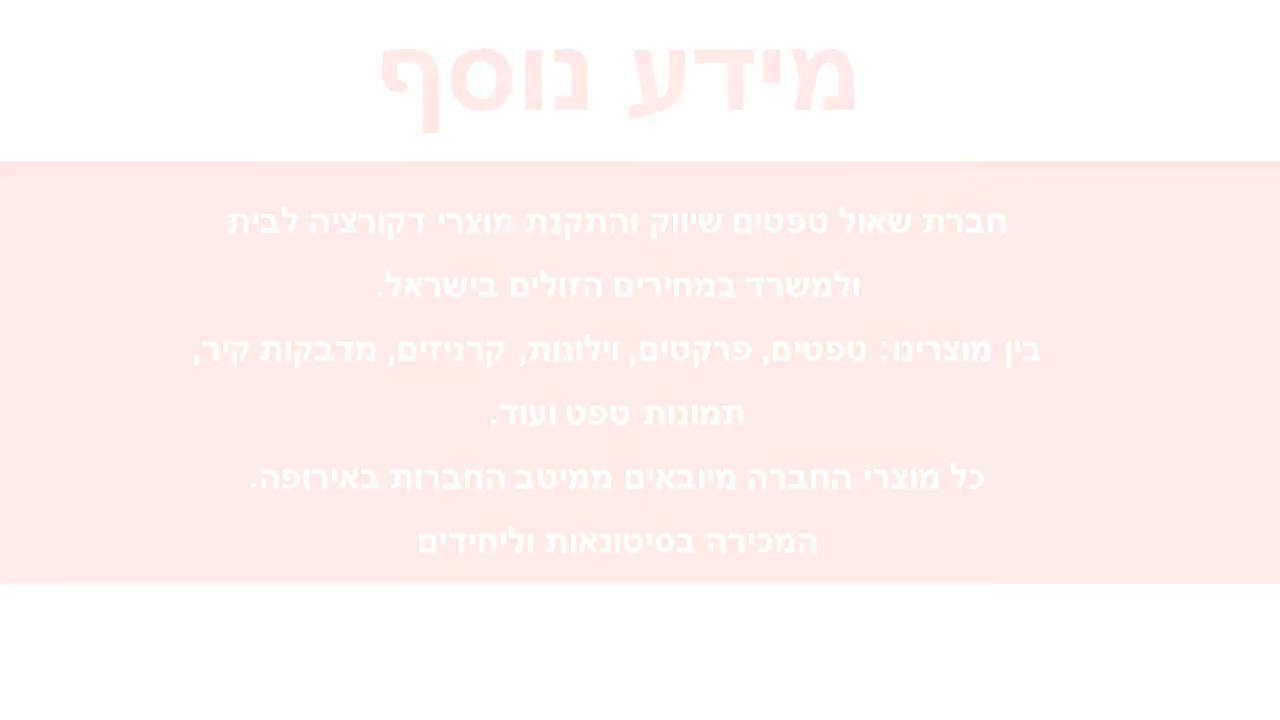 מידע נוסף
חברת שאול טפטים שיווק והתקנת מוצרי דקורציה לבית
ולמשרד במחירים הזולים בישראל.
בין מוצרינו: טפטים, פרקטים, וילונות, קרניזים, מדבקות קיר,
תמונות טפט ועוד.
כל מוצרי החברה מיובאים ממיטב החברות באירופה.
המכירה בסיטונאות וליחידים